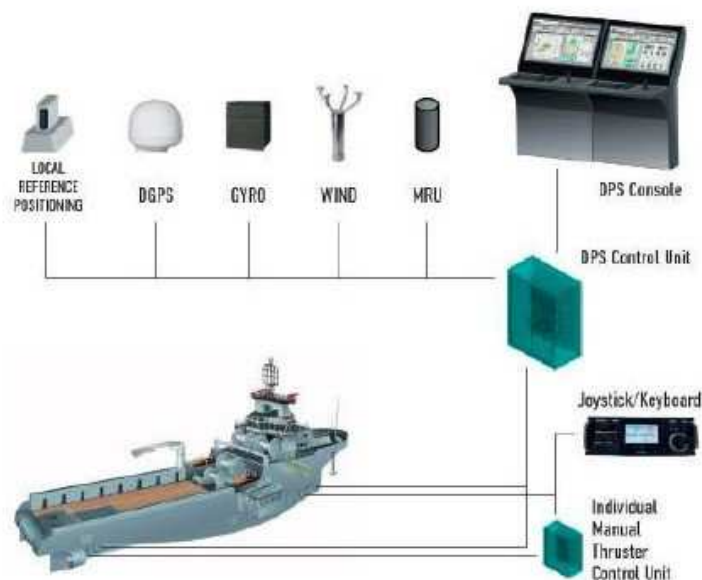 LOCAL
REFERENCE
POSITIONING
DGPS
GYRO
WIND
MRU
DPS Console
DPS Control Unit
Joystick/Keyboard
Individual
Manual
Thruster
Control Unit